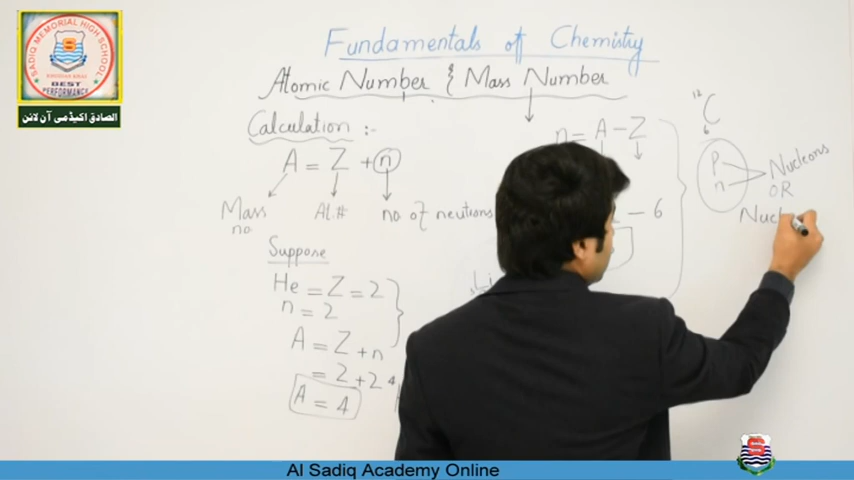 SADIQ MEMORIAL HIGH SCHOOL
BEST
PERFORMANCE
الصادق اکیڈمی آن لائن
Fundamentals of Chemistry
Atomic Number & Mass Number
Calculation :-
A = Z + n
Mass no
At.#
no of neutrons
Suppose
He = Z = 2
n = 2
A = Z + n
= 2 + 2
A = 4
n = A - Z
- 6
Li
12
C
6
P
n
Nucleons
OR
Nucl
Al Sadiq Academy Online